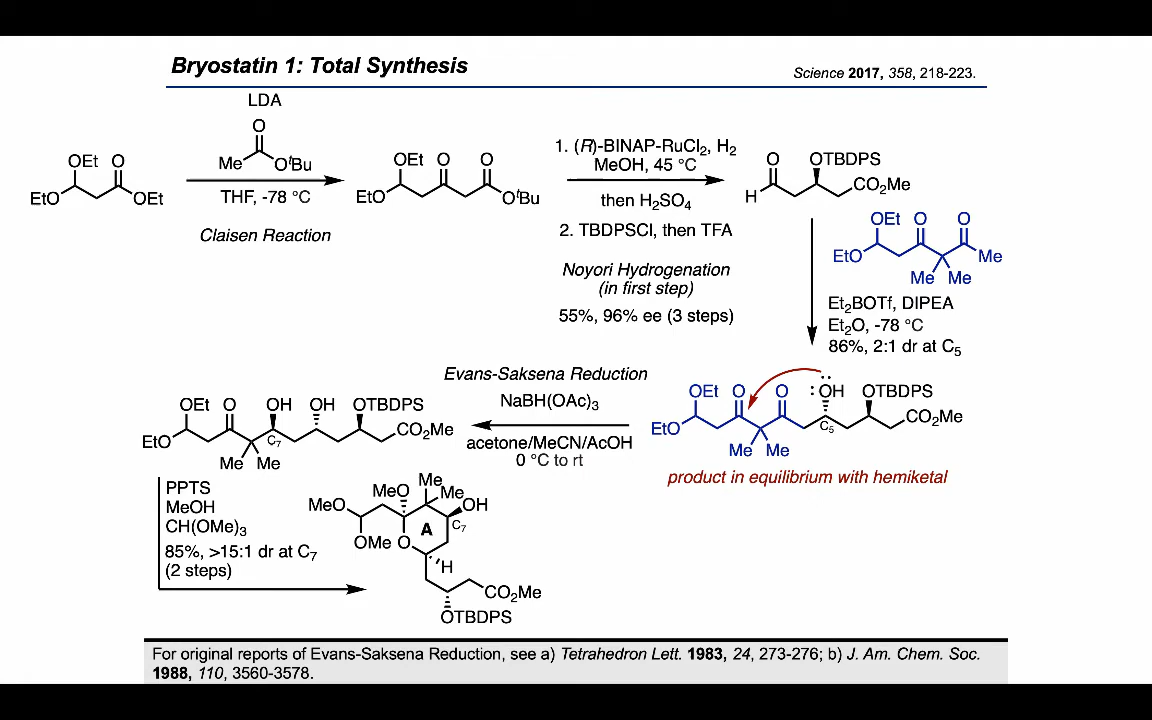 Bryostatin 1: Total Synthesis
Science 2017, 358, 218-223.
LDA
O
Me OᵗBu
THF, -78 °C
Claisen Reaction
OEt O
EtO OEt
OEt O O
EtO OᵗBu
1. (R)-BINAP-RuCl₂, H₂
MeOH, 45 °C
then H₂SO₄
2. TBDPSCl, then TFA
Noyori Hydrogenation
(in first step)
55%, 96% ee (3 steps)
O OTBDPS
H CO₂Me
OEt O O
EtO Me
Me Me
Et₂BOTf, DIPEA
Et₂O, -78 °C
86%, 2:1 dr at C₅
OEt O O :OH OTBDPS
EtO C₅ CO₂Me
Me Me
product in equilibrium with hemiketal
Evans-Saksena Reduction
NaBH(OAc)₃
acetone/MeCN/AcOH
0 °C to rt
OEt O OH OH OTBDPS
EtO C₇ CO₂Me
Me Me
PPTS
MeOH
CH(OMe)₃
85%, >15:1 dr at C₇
(2 steps)
Me
MeO Me
MeO OH
A C₇
OMe O
H
CO₂Me
OTBDPS
For original reports of Evans-Saksena Reduction, see a) Tetrahedron Lett. 1983, 24, 273-276; b) J. Am. Chem. Soc.
1988, 110, 3560-3578.